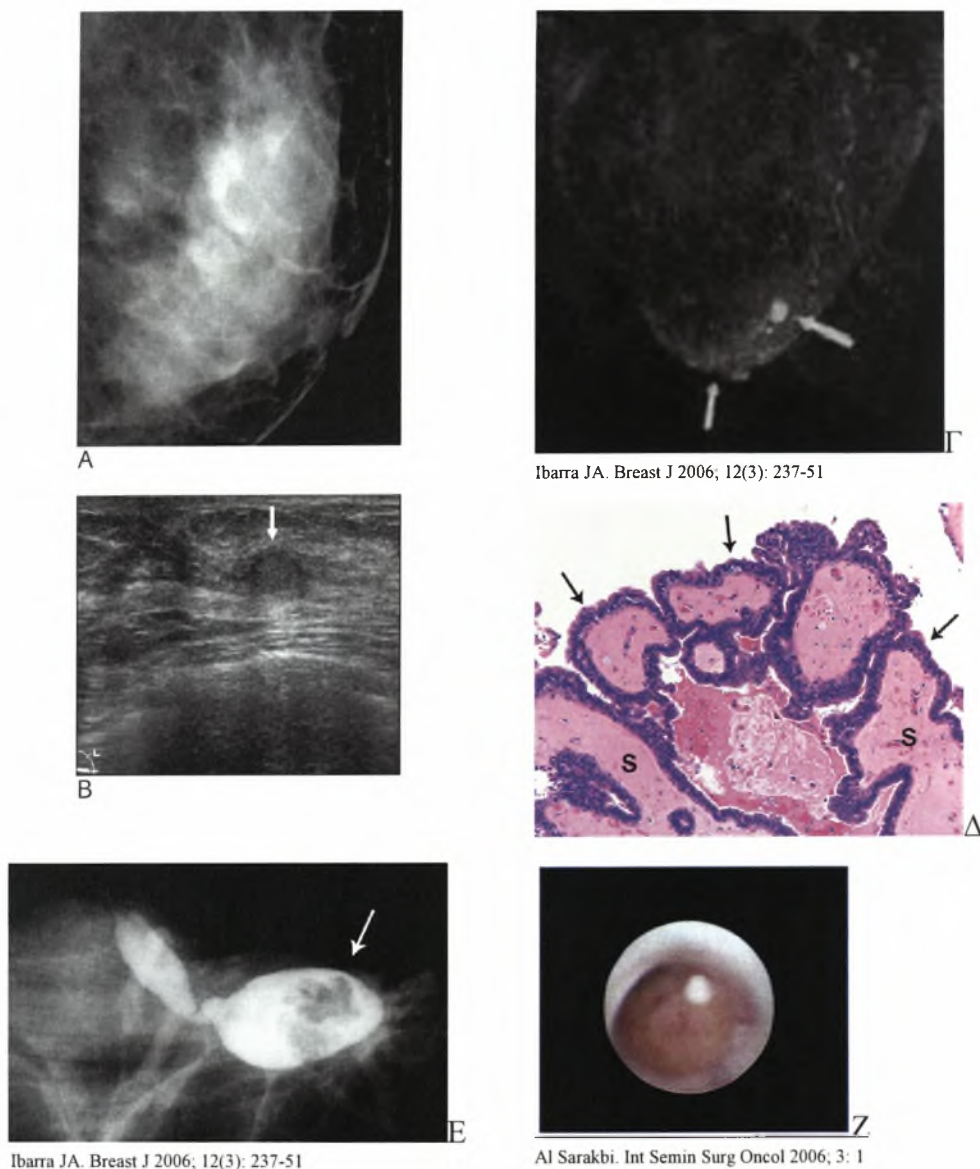 A
Γ
Ibarra JA. Breast J 2006; 12(3): 237-51
B
S
S
Δ
E
Ibarra JA. Breast J 2006; 12(3): 237-51
Z
Al Sarakbi. Int Semin Surg Oncol 2006; 3: 1